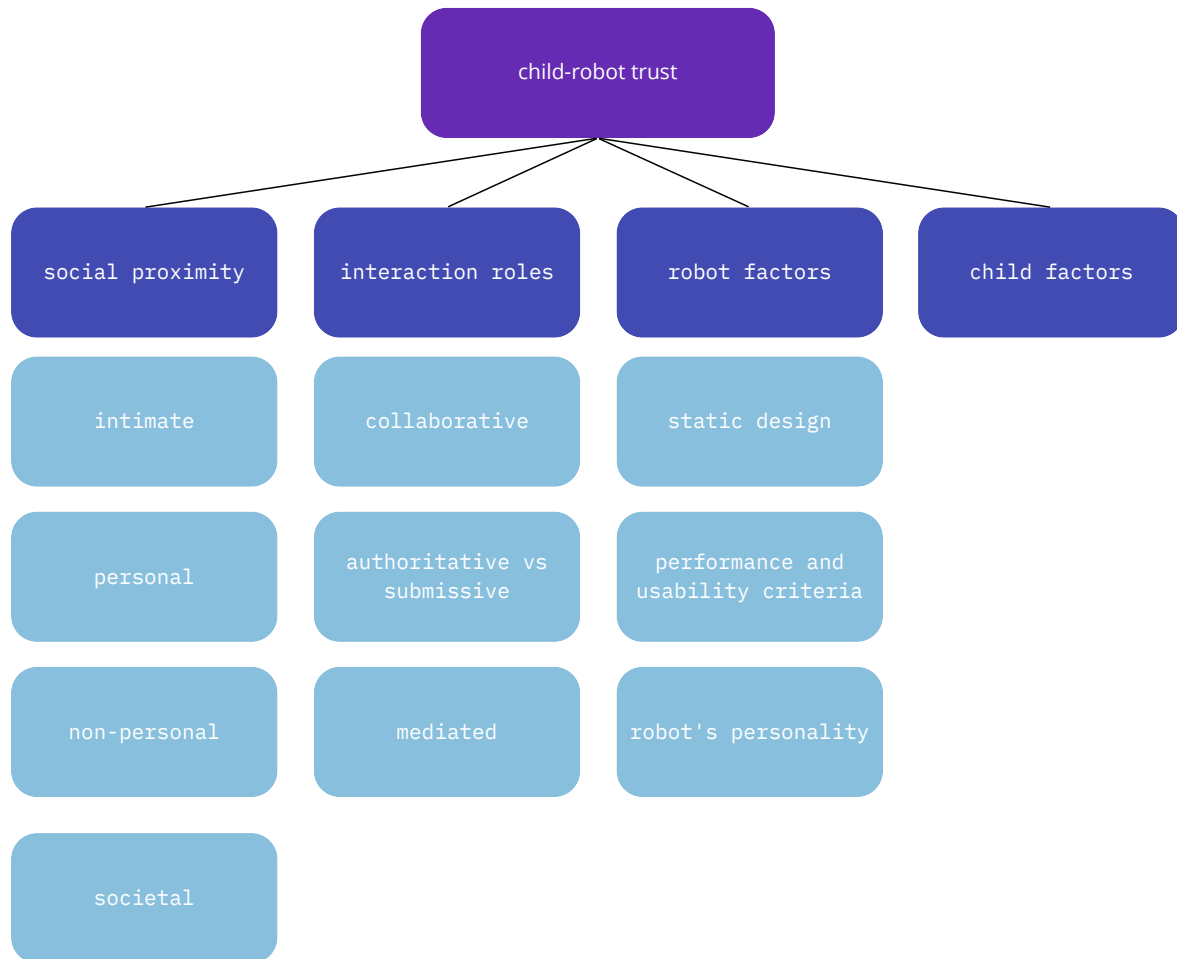 child-robot trust
social proximity
interaction roles
robot factors
child factors
intimate
collaborative
static design
personal
authoritative vs
submissive
performance and
usability criteria
non-personal
mediated
robot's personality
societal